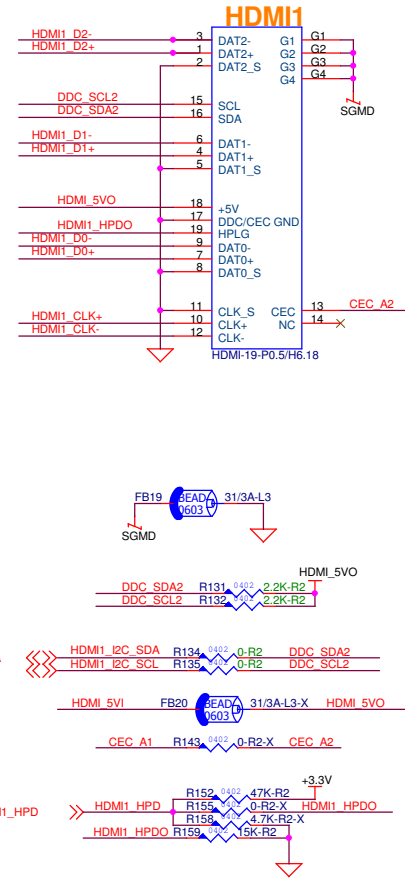 HDMI1
HDMI1_D2- 3 DAT2- G1 G1
HDMI1_D2+ 1 DAT2+ G2 G2
2 DAT2_S G3 G3
G4 G4
DDC_SCL2 15 SCL SGMD
DDC_SDA2 16 SDA
HDMI1_D1- 6 DAT1-
HDMI1_D1+ 4 DAT1+
5 DAT1_S
HDMI_5VO 18 +5V
17 DDC/CEC GND
HDMI1_HPDO 19 HPLG
HDMI1_D0- 9 DAT0-
HDMI1_D0+ 7 DAT0+
8 DAT0_S
11 CLK_S CEC 13 CEC_A2
HDMI1_CLK+ 10 CLK+ NC 14
HDMI1_CLK- 12 CLK-
HDMI-19-P0.5/H6.18
FB19 BEAD 0603 31/3A-L3
SGMD
HDMI_5VO
DDC_SDA2 R131 0402 2.2K-R2
DDC_SCL2 R132 0402 2.2K-R2
HDMI1_I2C_SDA R134 0402 0-R2 DDC_SDA2
HDMI1_I2C_SCL R135 0402 0-R2 DDC_SCL2
HDMI_5VI FB20 BEAD 0603 31/3A-L3-X HDMI_5VO
CEC_A1 R143 0402 0-R2-X CEC_A2
+3.3V
R152 0402 47K-R2
1_HPD HDMI1_HPD R155 0402 0-R2-X HDMI1_HPDO
R158 0402 4.7K-R2-X
HDMI1_HPDO R159 0402 15K-R2